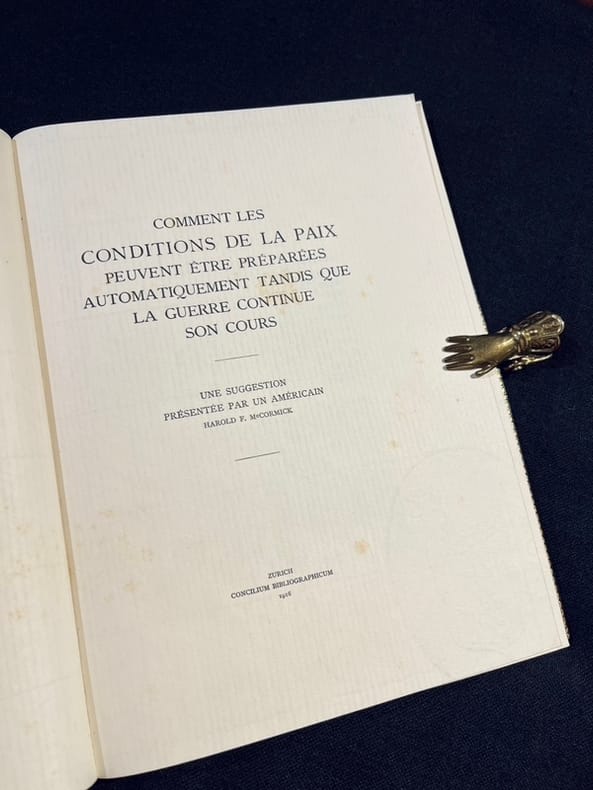 COMMENT LES
CONDITIONS DE LA PAIX
PEUVENT ÊTRE PRÉPARÉES
AUTOMATIQUEMENT TANDIS QUE
LA GUERRE CONTINUE
SON COURS
UNE SUGGESTION
PRÉSENTÉE PAR UN AMÉRICAIN
HAROLD F. McCORMICK
ZURICH
CONCILIUM BIBLIOGRAPHICUM
1916